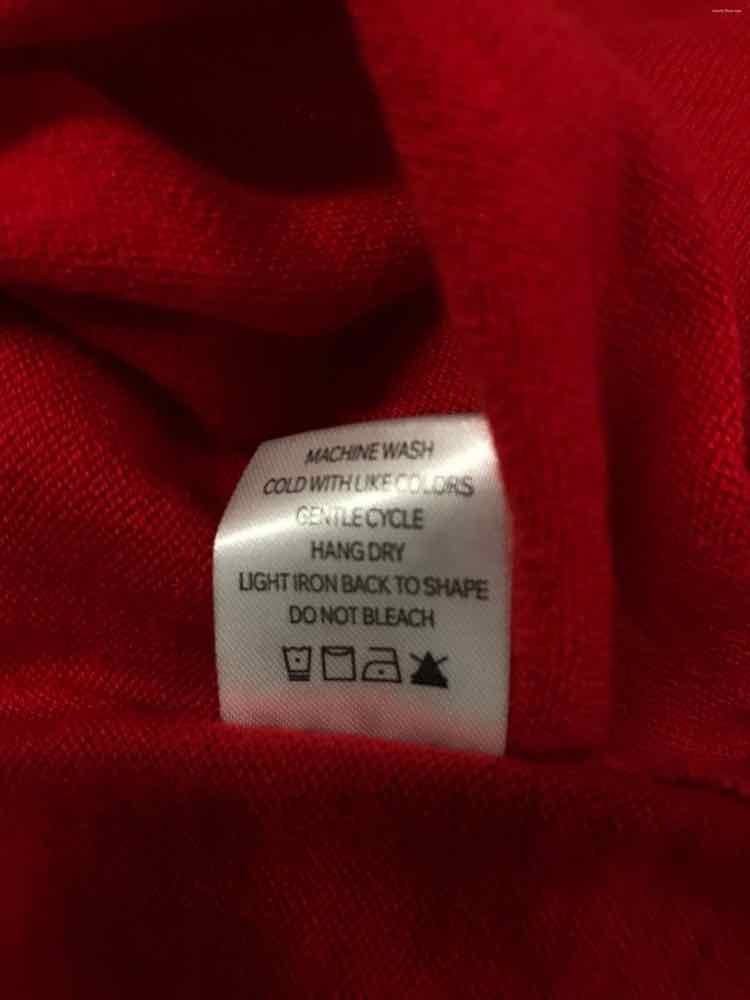 MACHINE WASH
COLD WITH LIKE COLORS
GENTLE CYCLE
HANG DRY
LIGHT IRON BACK TO SHAPE
DO NOT BLEACH